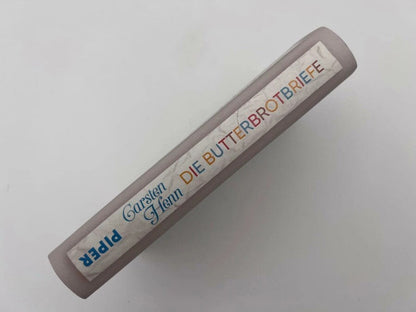 Carsten
Henn
DIE BUTTERBROTBRIEFE
PIPER